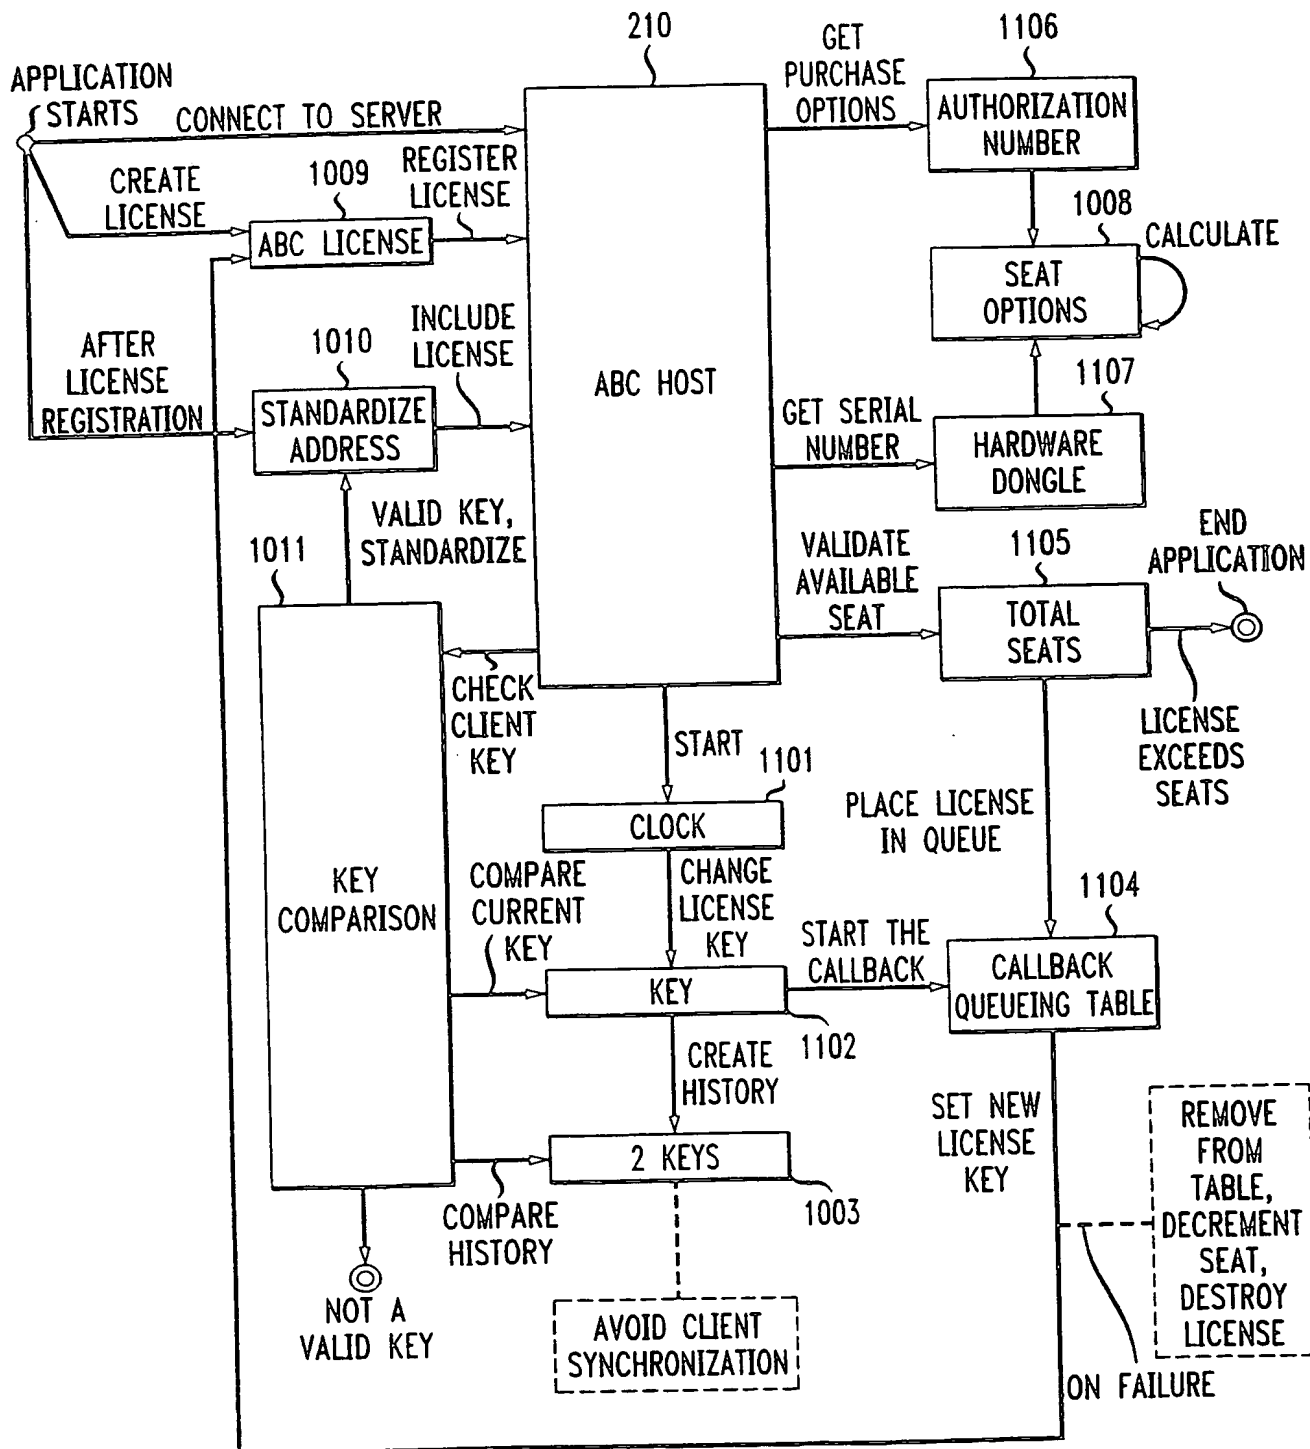 210
1106
GET
PURCHASE
OPTIONS
AUTHORIZATION
NUMBER
APPLICATION
STARTS
CONNECT TO SERVER
CREATE
LICENSE
1009
REGISTER
LICENSE
ABC LICENSE
1008
CALCULATE
SEAT
OPTIONS
AFTER
LICENSE
REGISTRATION
1010
INCLUDE
LICENSE
STANDARDIZE
ADDRESS
ABC HOST
1107
GET SERIAL
NUMBER
HARDWARE
DONGLE
VALID KEY,
STANDARDIZE
1011
VALIDATE
AVAILABLE
SEAT
1105
TOTAL
SEATS
END
APPLICATION
CHECK
CLIENT
KEY
START
1101
CLOCK
LICENSE
EXCEEDS
SEATS
PLACE LICENSE
IN QUEUE
KEY
COMPARISON
COMPARE
CURRENT
KEY
CHANGE
LICENSE
KEY
1104
START THE
CALLBACK
CALLBACK
QUEUEING TABLE
KEY
1102
CREATE
HISTORY
SET NEW
LICENSE
KEY
2 KEYS
1003
COMPARE
HISTORY
REMOVE
FROM
TABLE,
DECREMENT
SEAT,
DESTROY
LICENSE
NOT A
VALID KEY
AVOID CLIENT
SYNCHRONIZATION
ON FAILURE